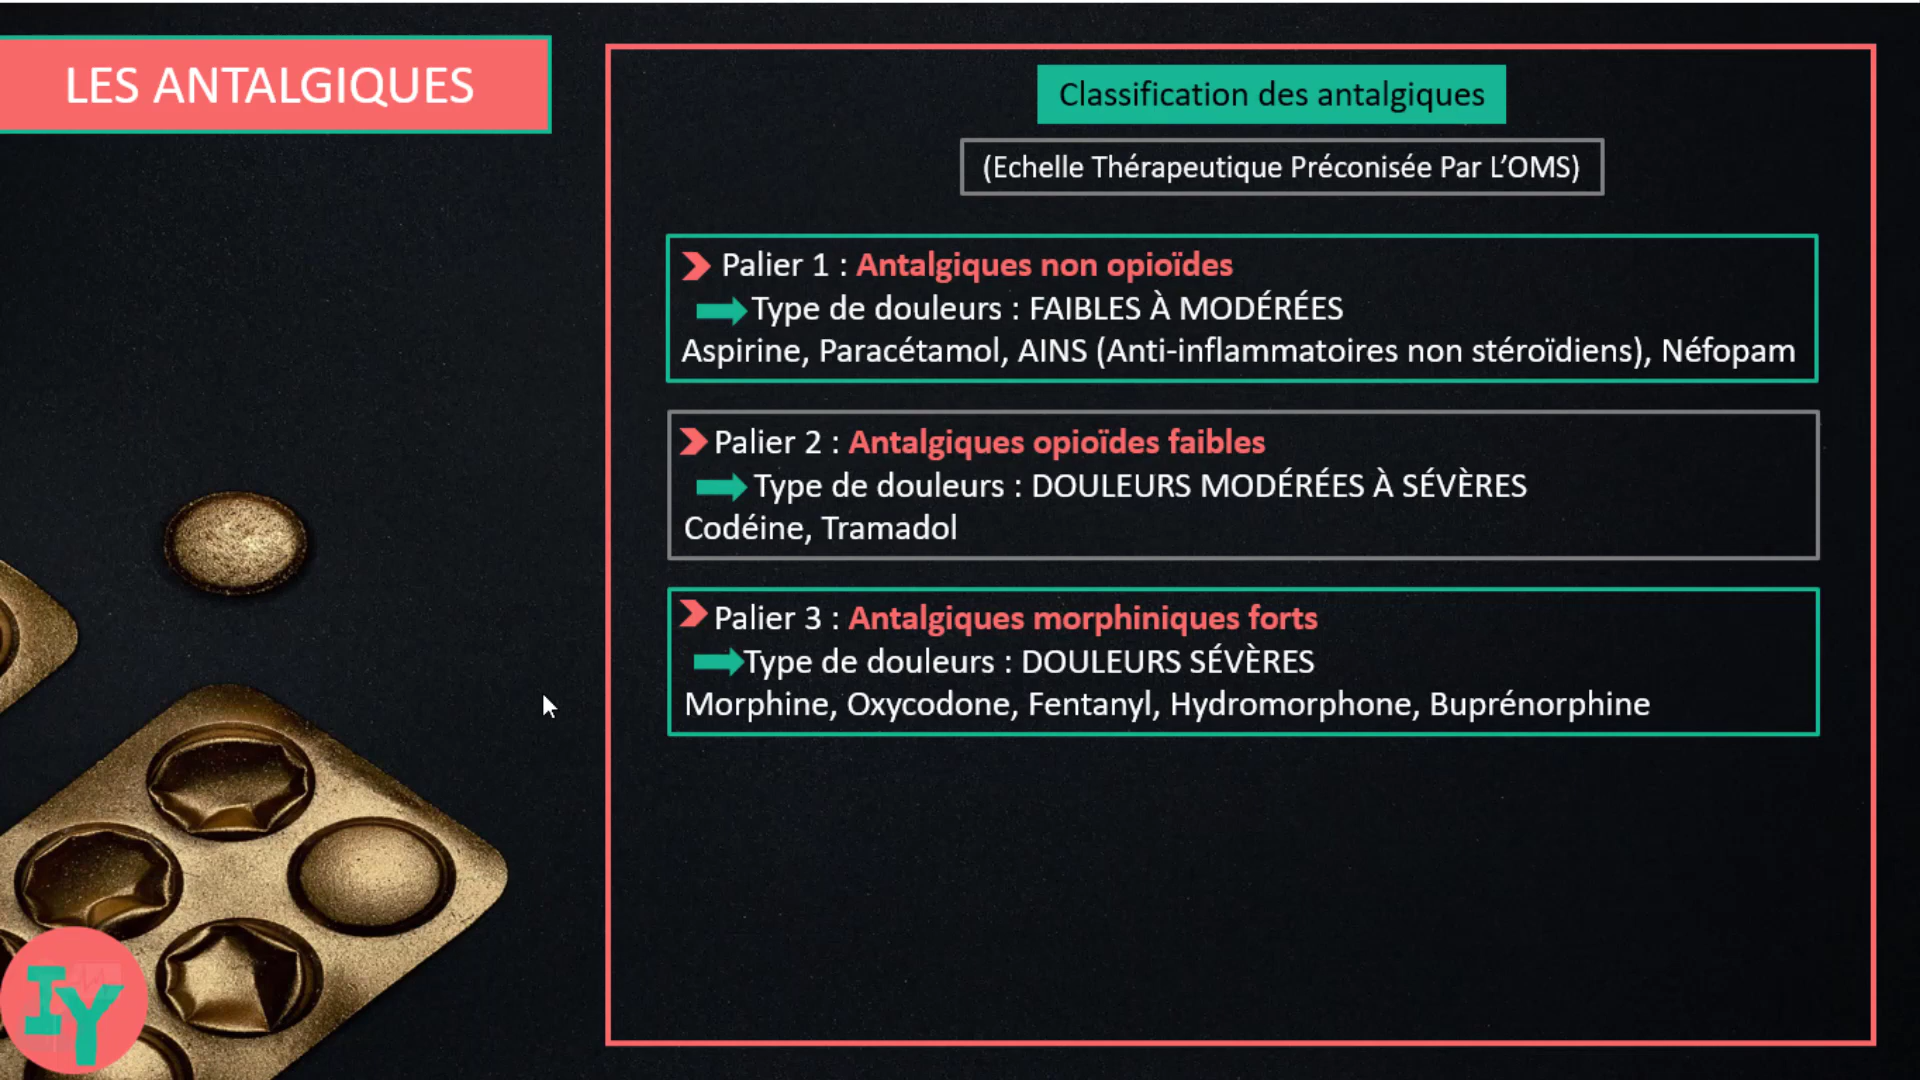 LES ANTALGIQUES
Classification des antalgiques
(Echelle Thérapeutique Préconisée Par L’OMS)
Palier 1 : Antalgiques non opioïdes
Type de douleurs : FAIBLES À MODÉRÉES
Aspirine, Paracétamol, AINS (Anti-inflammatoires non stéroïdiens), Néfopam
Palier 2 : Antalgiques opioïdes faibles
Type de douleurs : DOULEURS MODÉRÉES À SÉVÈRES
Codéine, Tramadol
Palier 3 : Antalgiques morphiniques forts
Type de douleurs : DOULEURS SÉVÈRES
Morphine, Oxycodone, Fentanyl, Hydromorphone, Buprénorphine
IY